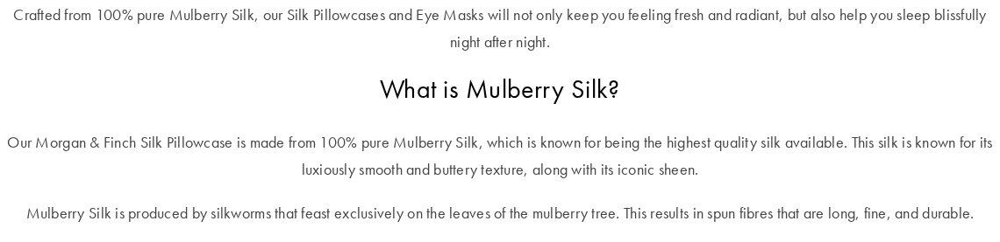 Crafted from 100% pure Mulberry Silk, our Silk Pillowcases and Eye Masks will not only keep you feeling fresh and radiant, but also help you sleep blissfully
night after night.
What is Mulberry Silk?
Our Morgan & Finch Silk Pillowcase is made from 100% pure Mulberry Silk, which is known for being the highest quality silk available. This silk is known for its
luxiously smooth and buttery texture, along with its iconic sheen.
Mulberry Silk is produced by silkworms that feast exclusively on the leaves of the mulberry tree. This results in spun fibres that are long, fine, and durable.